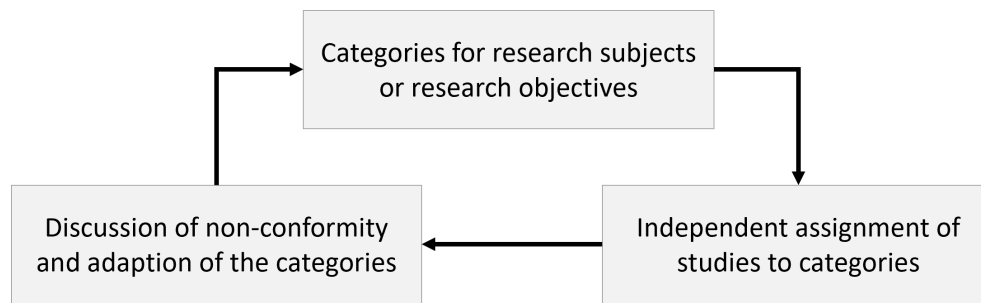 Categories for research subjects
or research objectives
Discussion of non-conformity
and adaption of the categories
Independent assignment of
studies to categories